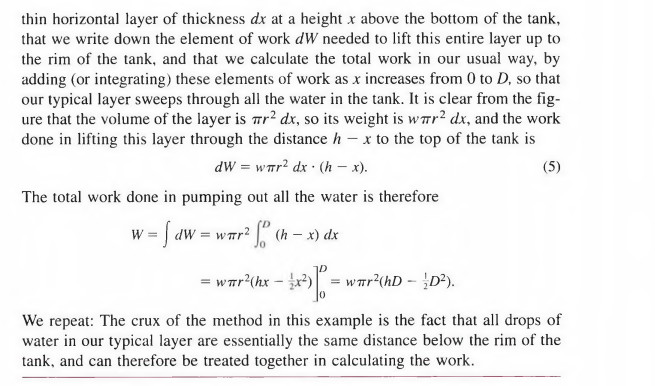 thin horizontal layer of thickness dx at a height x above the bottom of the tank,
that we write down the element of work dW needed to lift this entire layer up to
the rim of the tank, and that we calculate the total work in our usual way, by
adding (or integrating) these elements of work as x increases from 0 to D, so that
our typical layer sweeps through all the water in the tank. It is clear from the fig-
ure that the volume of the layer is πr² dx, so its weight is wπr² dx, and the work
done in lifting this layer through the distance h − x to the top of the tank is
dW = wπr² dx · (h − x). (5)
The total work done in pumping out all the water is therefore
W = ∫ dW = wπr² ∫₀ᴰ (h − x) dx
= wπr²(hx − ½x²)]₀ᴰ = wπr²(hD − ½D²).
We repeat: The crux of the method in this example is the fact that all drops of
water in our typical layer are essentially the same distance below the rim of the
tank, and can therefore be treated together in calculating the work.